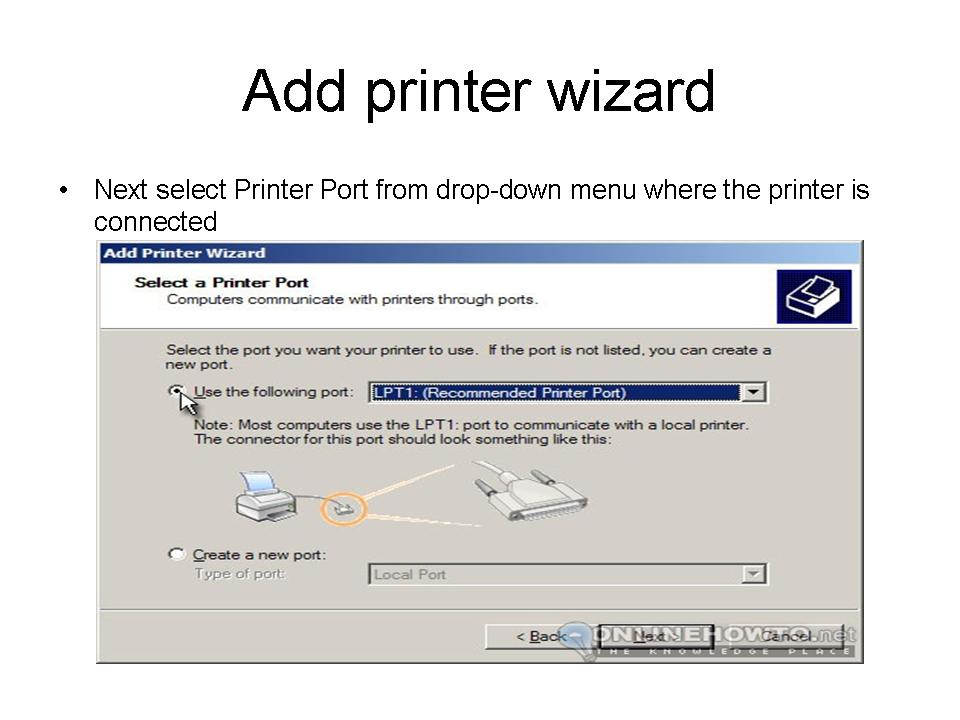 Add printer wizard
• Next select Printer Port from drop-down menu where the printer is
connected
Add Printer Wizard
Select a Printer Port
Computers communicate with printers through ports.
Select the port you want your printer to use. If the port is not listed, you can create a
new port.
Use the following port: LPT1: (Recommended Printer Port)
Note: Most computers use the LPT1: port to communicate with a local printer.
The connector for this port should look something like this:
Create a new port:
Type of port: Local Port
< Back Next > Cancel
ONLINEHOWTO.net
THE KNOWLEDGE PLACE